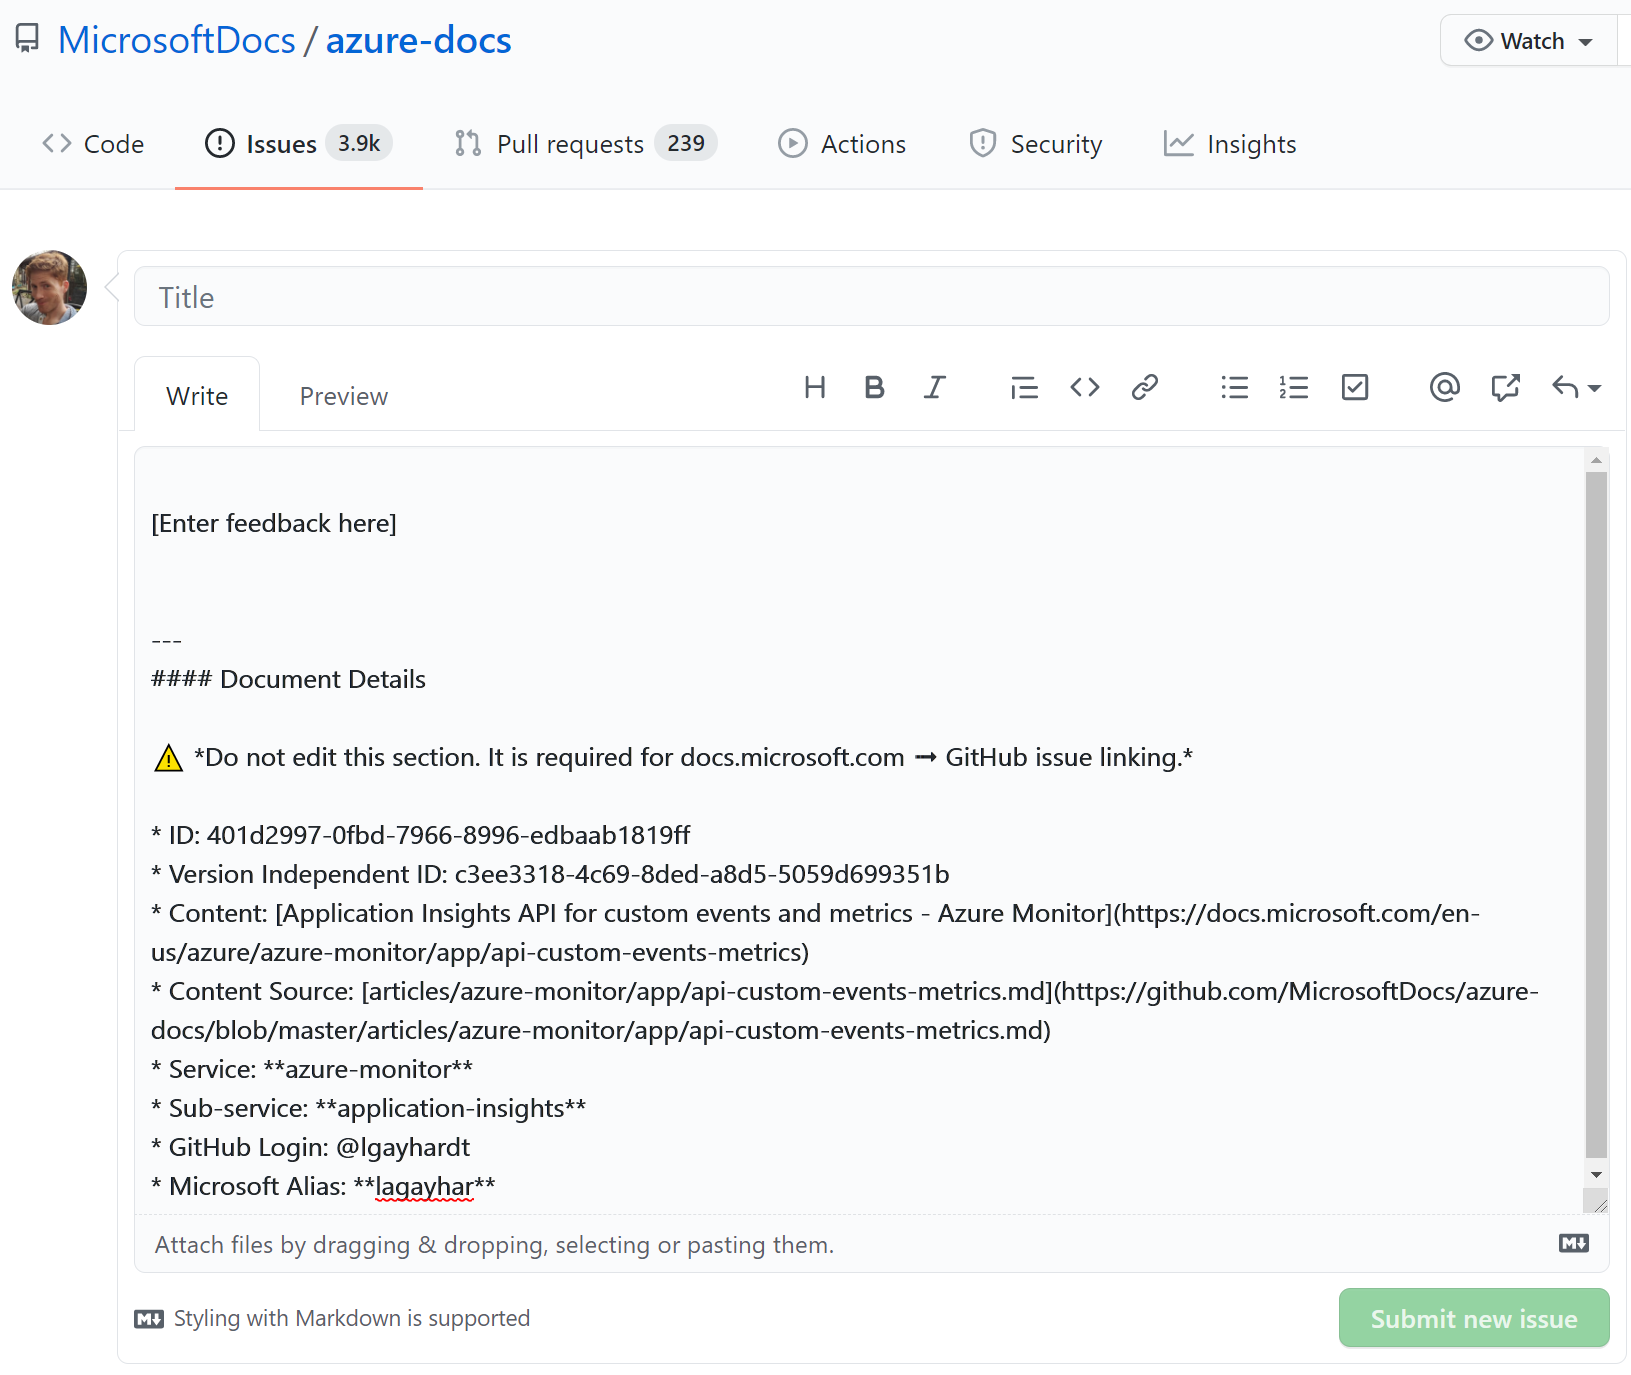 MicrosoftDocs / azure-docs
Watch
Code
Issues 3.9k
Pull requests 239
Actions
Security
Insights
Title
Write
Preview
[Enter feedback here]
---
#### Document Details
⚠ *Do not edit this section. It is required for docs.microsoft.com ➟ GitHub issue linking.*
* ID: 401d2997-0fbd-7966-8996-edbaab1819ff
* Version Independent ID: c3ee3318-4c69-8ded-a8d5-5059d699351b
* Content: [Application Insights API for custom events and metrics - Azure Monitor](https://docs.microsoft.com/en-
us/azure/azure-monitor/app/api-custom-events-metrics)
* Content Source: [articles/azure-monitor/app/api-custom-events-metrics.md](https://github.com/MicrosoftDocs/azure-
docs/blob/master/articles/azure-monitor/app/api-custom-events-metrics.md)
* Service: **azure-monitor**
* Sub-service: **application-insights**
* GitHub Login: @lgayhardt
* Microsoft Alias: **lagayhar**
Attach files by dragging & dropping, selecting or pasting them.
Styling with Markdown is supported
Submit new issue